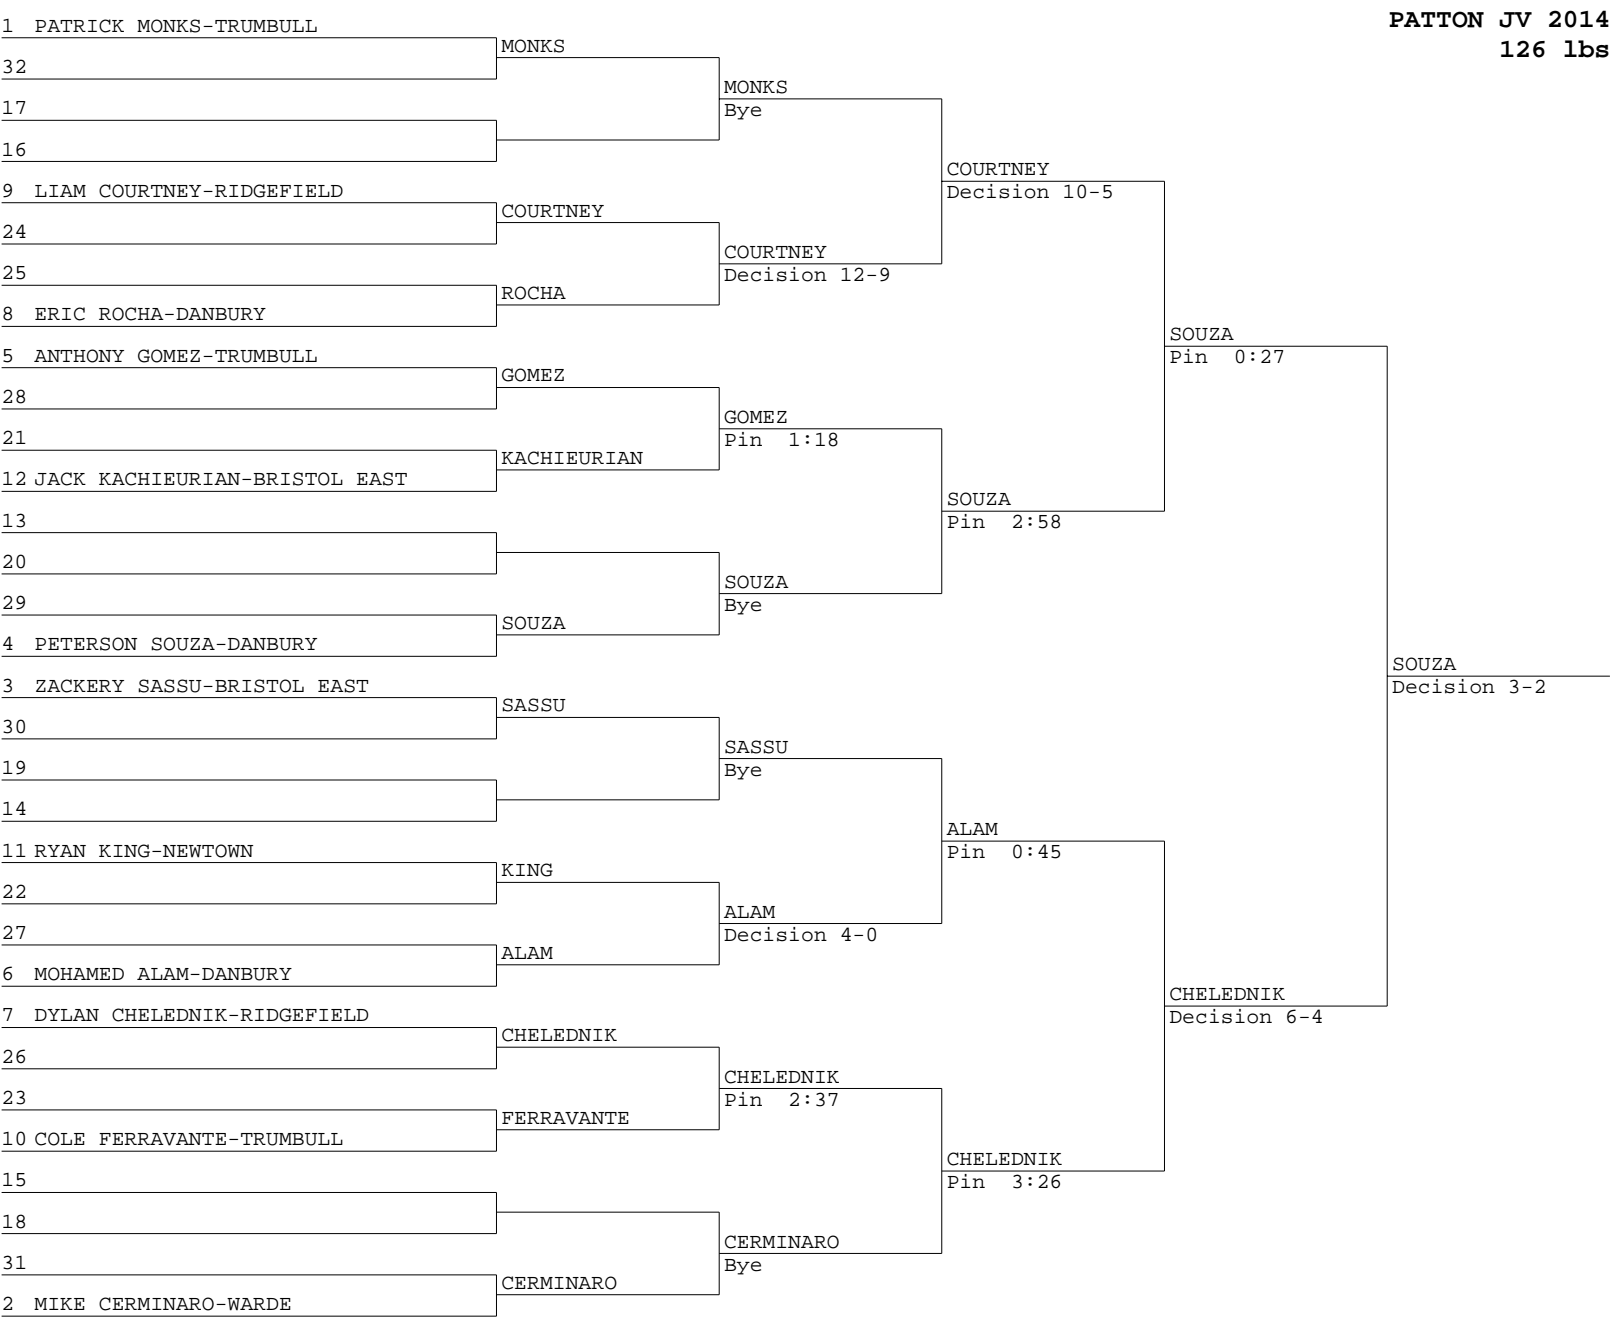 PATTON JV 2014
126 lbs
1 PATRICK MONKS-TRUMBULL
32
17
16
9 LIAM COURTNEY-RIDGEFIELD
24
25
8 ERIC ROCHA-DANBURY
5 ANTHONY GOMEZ-TRUMBULL
28
21
12 JACK KACHIEURIAN-BRISTOL EAST
13
20
29
4 PETERSON SOUZA-DANBURY
3 ZACKERY SASSU-BRISTOL EAST
30
19
14
11 RYAN KING-NEWTOWN
22
27
6 MOHAMED ALAM-DANBURY
7 DYLAN CHELEDNIK-RIDGEFIELD
26
23
10 COLE FERRAVANTE-TRUMBULL
15
18
31
2 MIKE CERMINARO-WARDE
MONKS
COURTNEY
ROCHA
GOMEZ
KACHIEURIAN
SOUZA
SASSU
KING
ALAM
CHELEDNIK
FERRAVANTE
CERMINARO
MONKS
Bye
COURTNEY
Decision 12-9
GOMEZ
Pin 1:18
SOUZA
Bye
SASSU
Bye
ALAM
Decision 4-0
CHELEDNIK
Pin 2:37
CERMINARO
Bye
COURTNEY
Decision 10-5
SOUZA
Pin 2:58
ALAM
Pin 0:45
CHELEDNIK
Pin 3:26
SOUZA
Pin 0:27
CHELEDNIK
Decision 6-4
SOUZA
Decision 3-2